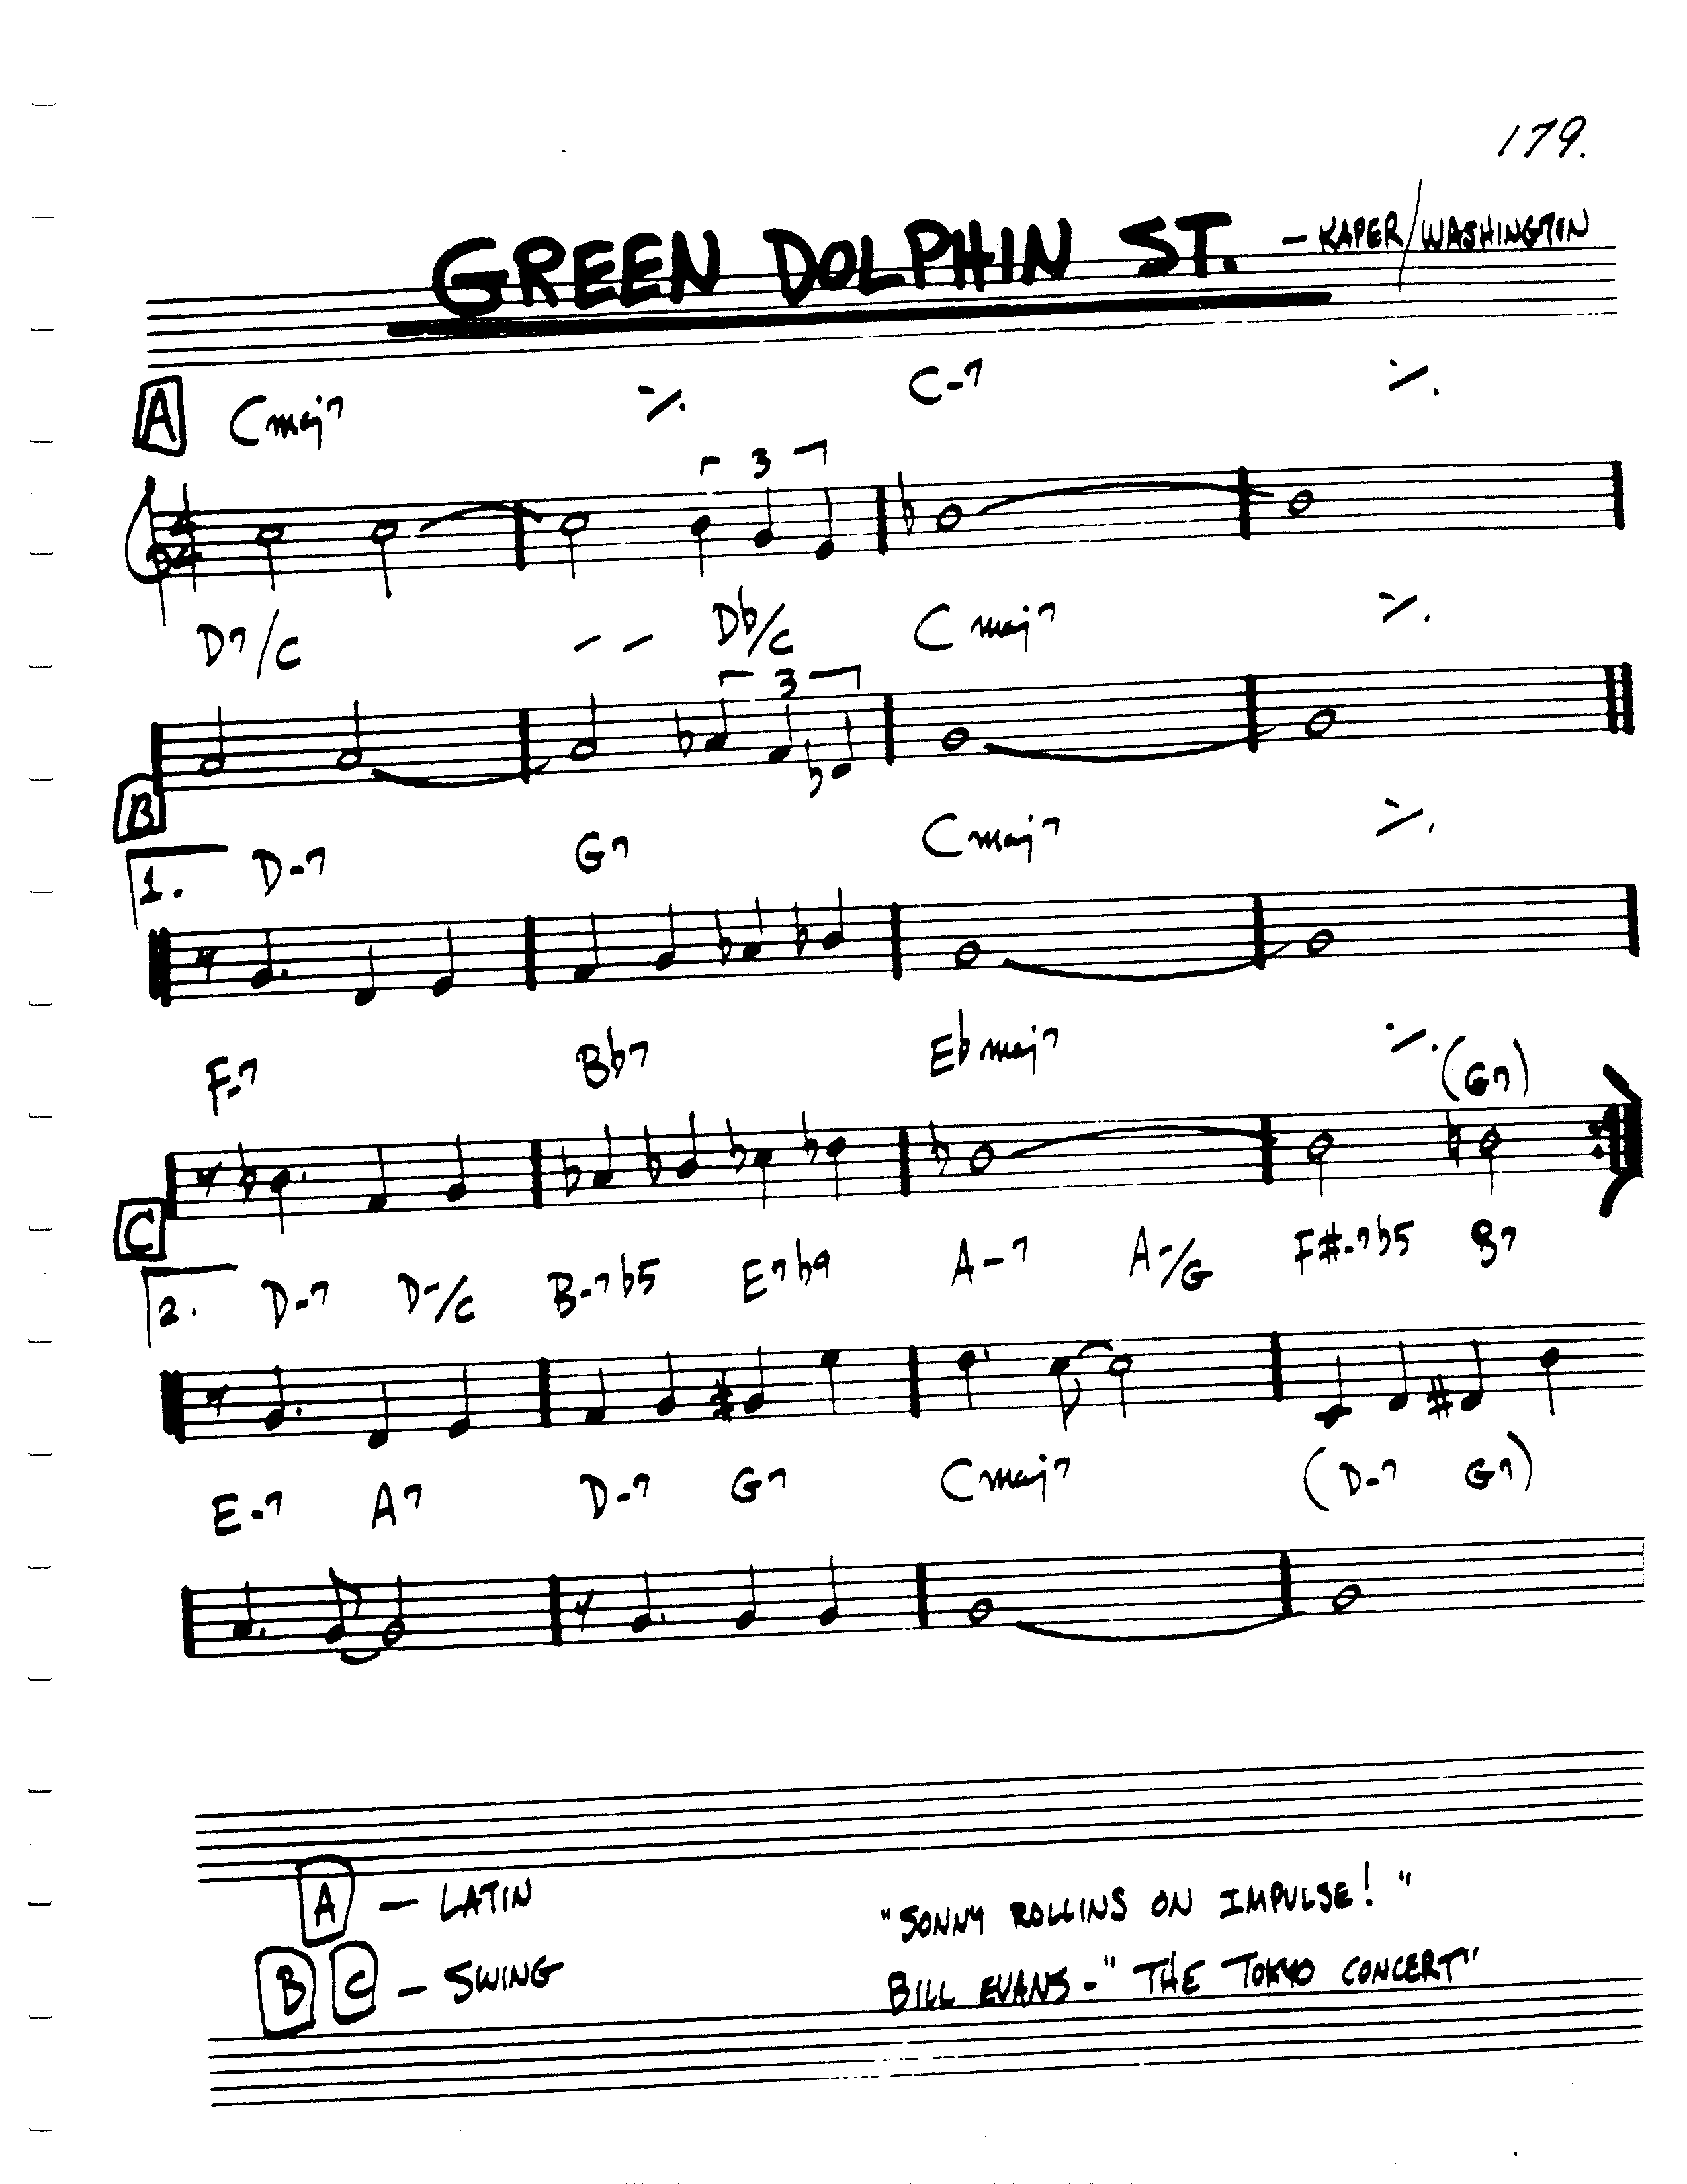 179.
GREEN DOLPHIN ST. – KAPER/WASHINGTON
A Cmaj7 ٪ C-7 ٪
4
4
3
D7/C – – Db/C Cmaj7 ٪
3
B
1. D-7 G7 Cmaj7 ٪
F-7 Bb7 Ebmaj7 ٪ (G7)
C
2. D-7 D-/C B-7b5 E7b9 A-7 A-/G F#-7b5 B7
E-7 A7 D-7 G7 Cmaj7 (D-7 G7)
A – LATIN
B C – SWING
"SONNY ROLLINS ON IMPULSE! "
BILL EVANS - "THE TOKYO CONCERT"